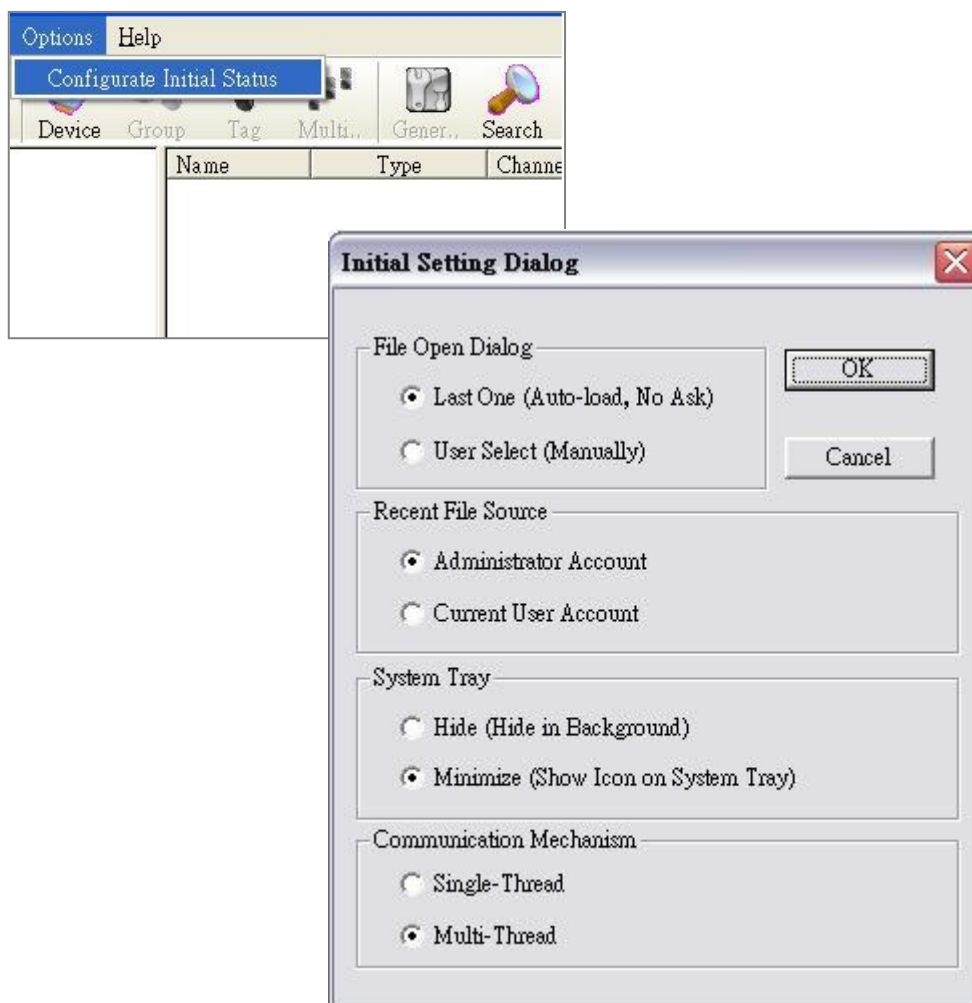 Options Help
Configurate Initial Status
Device Group Tag Multi.. Gener.. Search
Name Type Channe
Initial Setting Dialog
File Open Dialog
OK
Last One (Auto-load, No Ask)
User Select (Manually)
Cancel
Recent File Source
Administrator Account
Current User Account
System Tray
Hide (Hide in Background)
Minimize (Show Icon on System Tray)
Communication Mechanism
Single-Thread
Multi-Thread